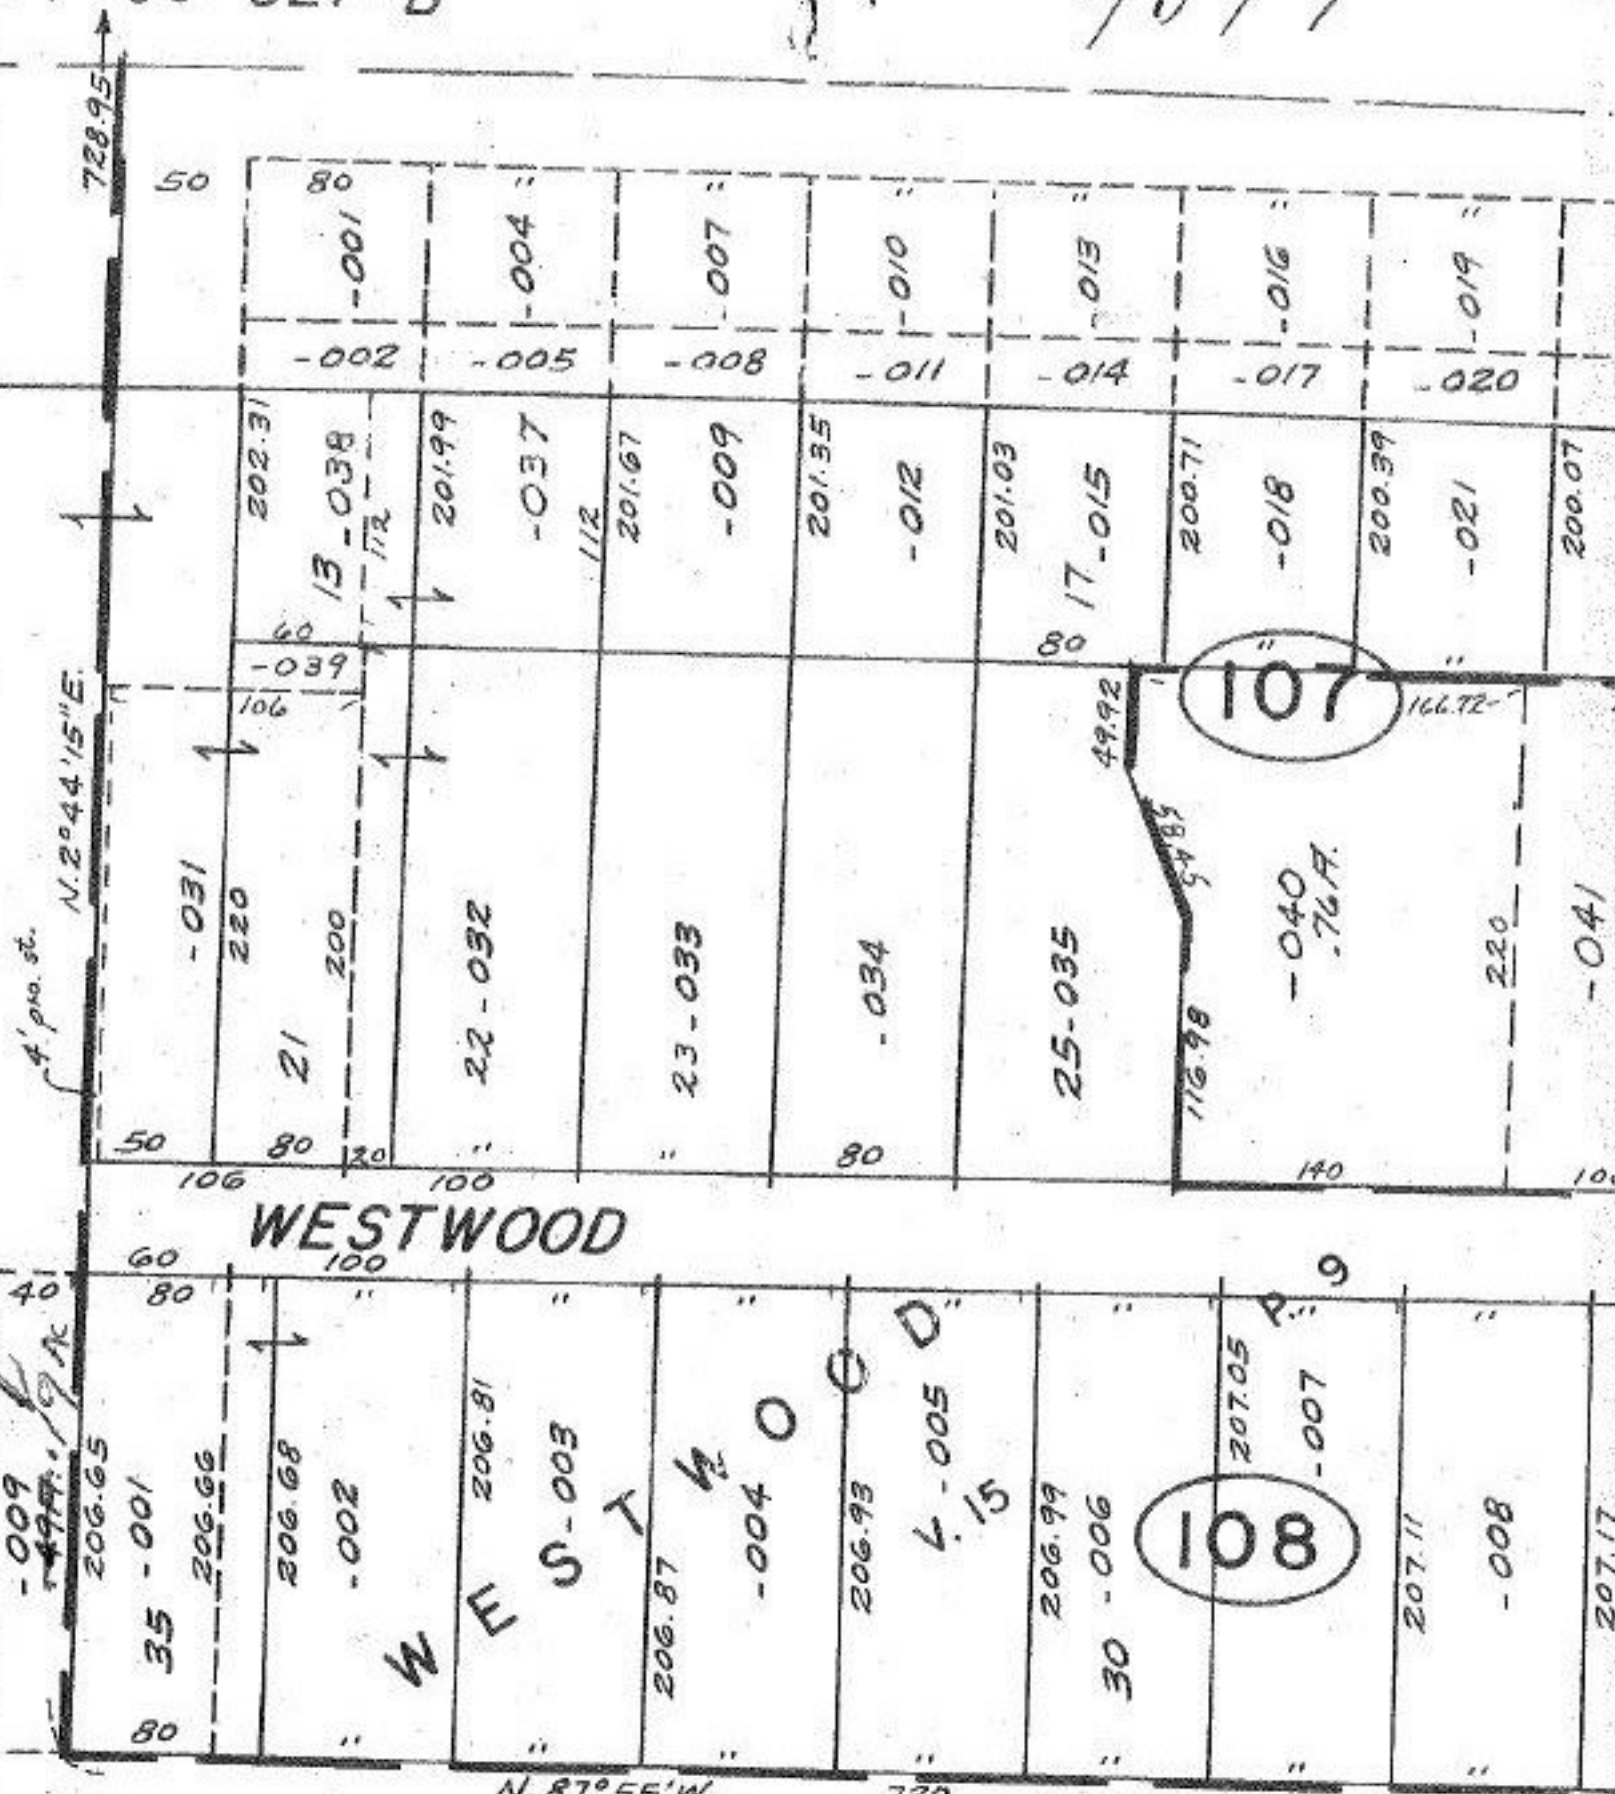 728.95
50
80 " " " " " "
-001 -004 -007 -010 -013 -016 -019
-002 -005 -008 -011 -014 -017 -020
202.31 13-038 112 201.99 -037 112 201.67 -009 201.35 -012 201.03 17-015 200.71 -018 200.39 -021 200.07
60 80 " "
-039 107 166.72
106
49.92
54.85
N.2°44'15"E.
4' pro. st.
-031 220 200 21 22-033 23-033 -034 25-035 116.98 -040 220 -041
.76A.
50 80 20 " " 80
106 100 140
WESTWOOD
60 100 9
40 80 " " " " " P. " "
Ac
-009 206.65 35-001 206.66 206.68 -002 206.81 -003 206.87 -004 206.93 -005 206.99 30-006 207.05 -007 207.11 -008 207.17
WESTWOOD
L. 15
108
80 " " " " " " "
N.87°55'W.